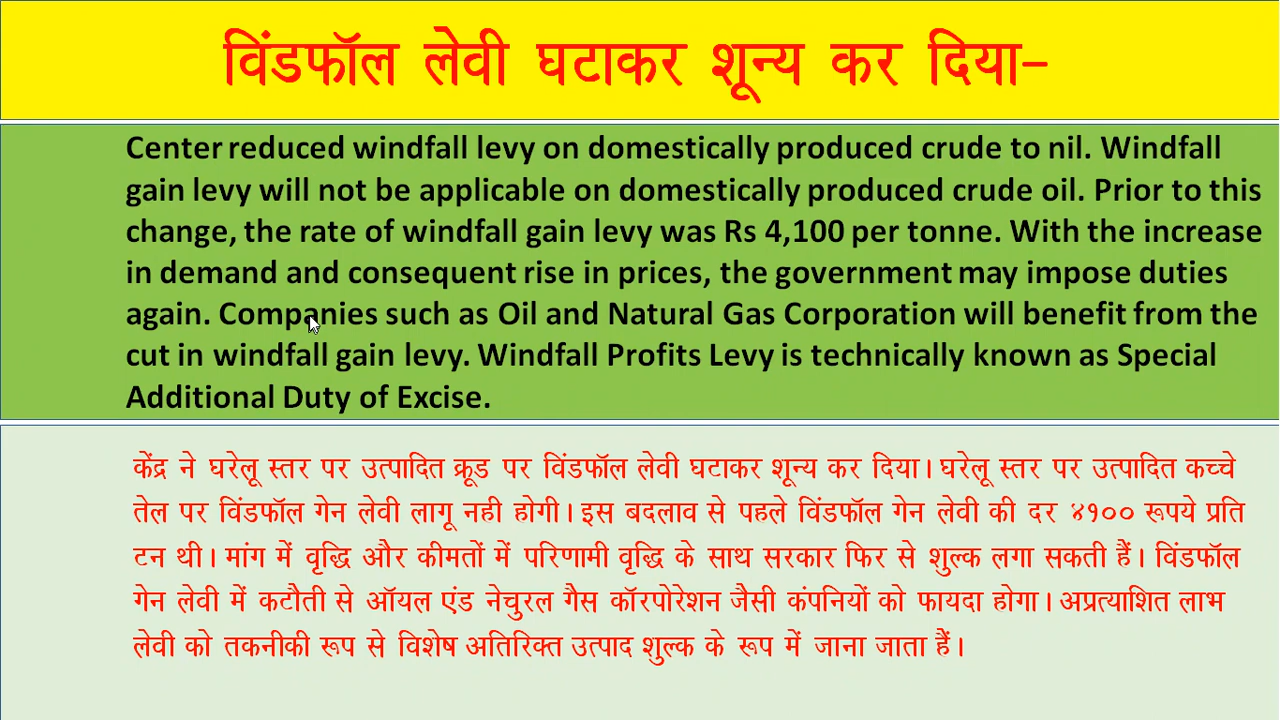 विंडफॉल लेवी घटाकर शून्य कर दिया-
Center reduced windfall levy on domestically produced crude to nil. Windfall
gain levy will not be applicable on domestically produced crude oil. Prior to this
change, the rate of windfall gain levy was Rs 4,100 per tonne. With the increase
in demand and consequent rise in prices, the government may impose duties
again. Companies such as Oil and Natural Gas Corporation will benefit from the
cut in windfall gain levy. Windfall Profits Levy is technically known as Special
Additional Duty of Excise.
केंद्र ने घरेलू स्तर पर उत्पादित क्रूड पर विंडफॉल लेवी घटाकर शून्य कर दिया। घरेलू स्तर पर उत्पादित कच्चे
तेल पर विंडफॉल गेन लेवी लागू नही होगी। इस बदलाव से पहले विंडफॉल गेन लेवी की दर ४१०० रूपये प्रति
टन थी। मांग में वृद्धि और कीमतों में परिणामी वृद्धि के साथ सरकार फिर से शुल्क लगा सकती हैं। विंडफॉल
गेन लेवी में कटौती से ऑयल एंड नेचुरल गैस कॉरपोरेशन जैसी कंपनियों को फायदा होगा। अप्रत्याशित लाभ
लेवी को तकनीकी रूप से विशेष अतिरिक्त उत्पाद शुल्क के रूप में जाना जाता हैं।